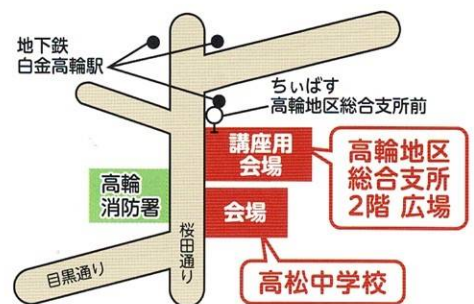 地下鉄
白金高輪駅
ちぃばす
高輪地区総合支所前
講座用
会場
高輪地区
総合支所
2階 広場
高輪
消防署
会場
桜田通り
目黒通り
高松中学校